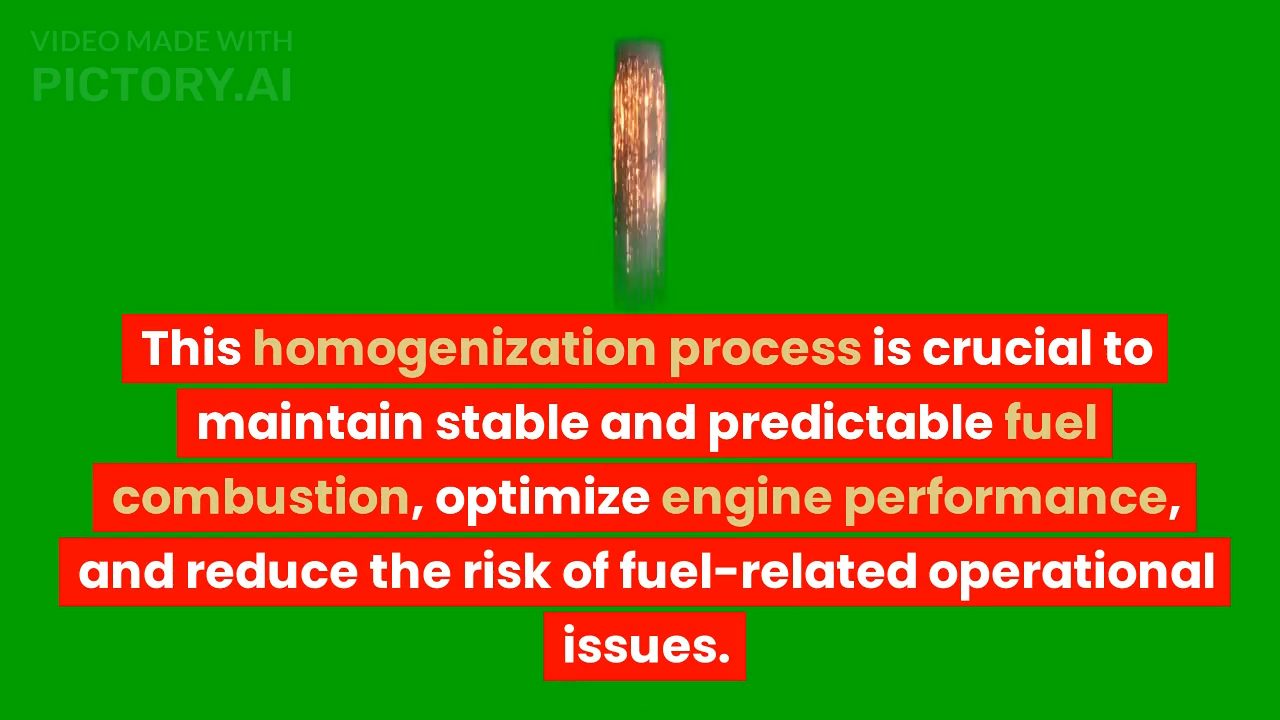 VIDEO MADE WITH
PICTORY.AI
This homogenization process is crucial to
maintain stable and predictable fuel
combustion, optimize engine performance,
and reduce the risk of fuel-related operational
issues.